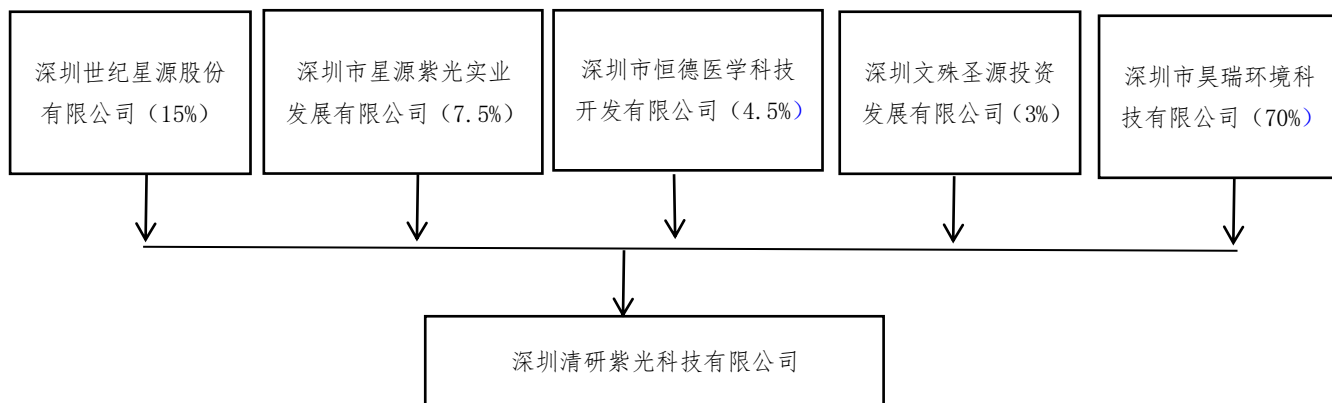 深圳世纪星源股份
有限公司（15%）
深圳市星源紫光实业
发展有限公司（7.5%）
深圳市恒德医学科技
开发有限公司（4.5%）
深圳文殊圣源投资
发展有限公司（3%）
深圳市昊瑞环境科
技有限公司（70%）
深圳清研紫光科技有限公司